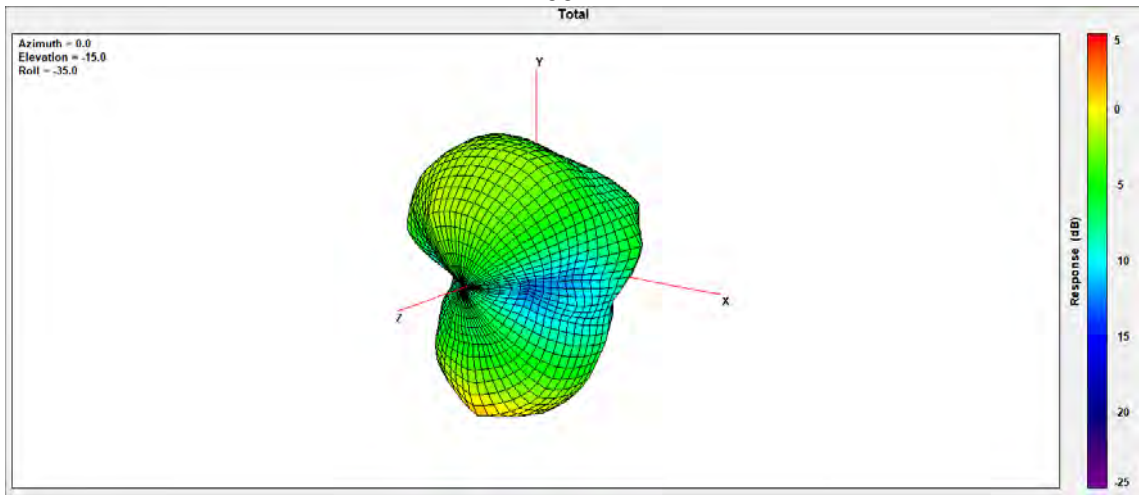 Total
Azimuth = 0.0
Elevation = -15.0
Roll = -35.0
Y
X
Z
5
0
-5
-10
-15
-20
-25
Response (dB)